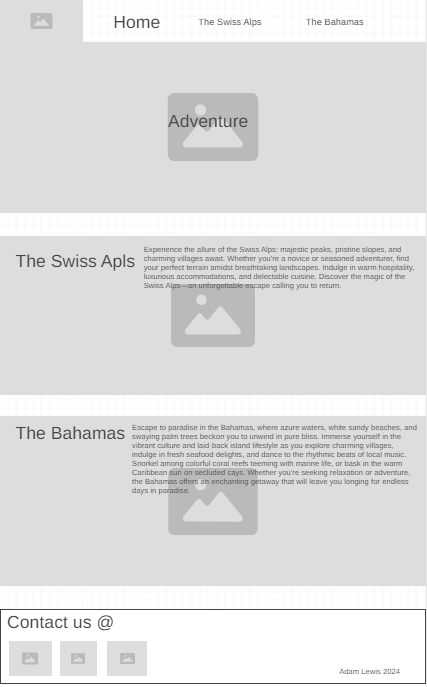 Home The Swiss Alps The Bahamas
Adventure
The Swiss Apls
Experience the allure of the Swiss Alps: majestic peaks, pristine slopes, and
charming villages await. Whether you're a novice or seasoned adventurer, find
your perfect terrain amidst breathtaking landscapes. Indulge in warm hospitality,
luxurious accommodations, and delectable cuisine. Discover the magic of the
Swiss Alps—an unforgettable escape calling you to return.
The Bahamas
Escape to paradise in the Bahamas, where azure waters, white sandy beaches, and
swaying palm trees beckon you to unwind in pure bliss. Immerse yourself in the
vibrant culture and laid back island lifestyle as you explore charming villages,
indulge in fresh seafood delights, and dance to the rhythmic beats of local music.
Snorkel among colorful coral reefs teeming with marine life, or bask in the warm
Caribbean sun on secluded cays. Whether you're seeking relaxation or adventure,
the Bahamas offers an enchanting getaway that will leave you longing for endless
days in paradise.
Contact us @
Adam Lewis 2024